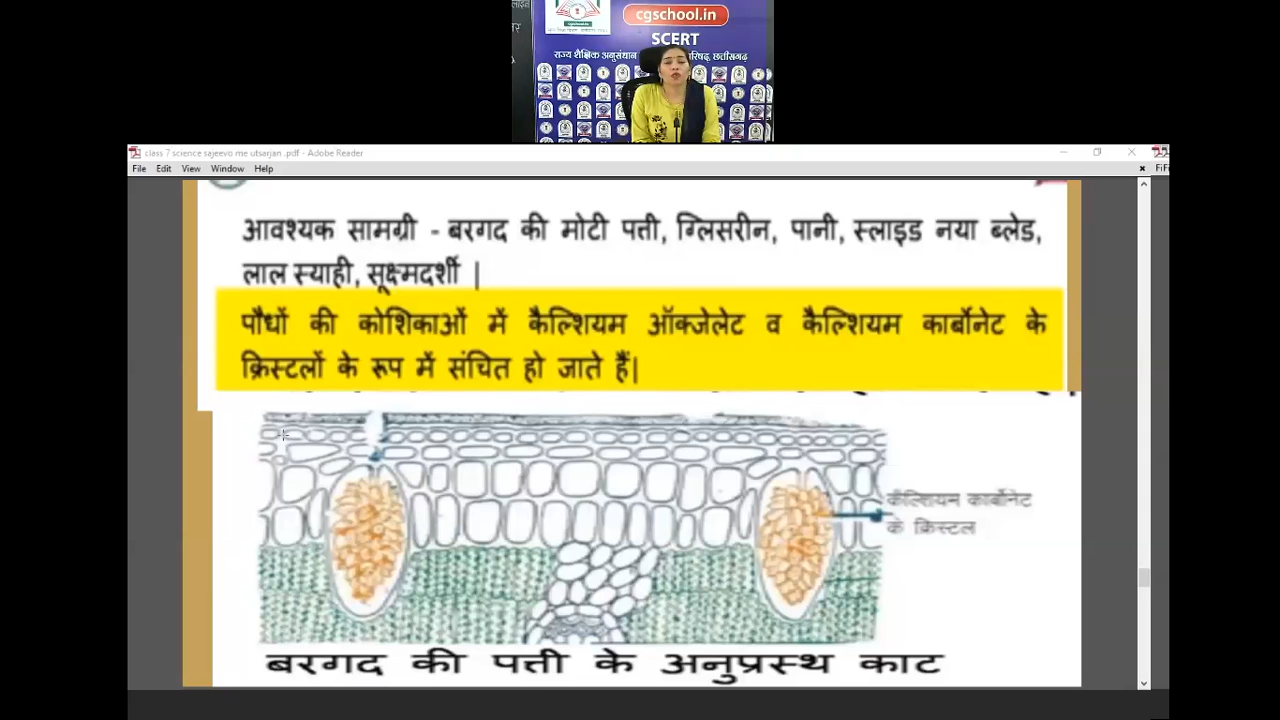 cgschool.in
SCERT
राज्य शैक्षिक अनुसंधान परिषद, छत्तीसगढ़
class 7 science sajeevo me utsarjan .pdf - Adobe Reader
File Edit View Window Help
आवश्यक सामग्री - बरगद की मोटी पत्ती, ग्लिसरीन, पानी, स्लाइड नया ब्लेड,
लाल स्याही, सूक्ष्मदर्शी |
पौधों की कोशिकाओं में कैल्शियम ऑक्जेलेट व कैल्शियम कार्बोनेट के
क्रिस्टलों के रूप में संचित हो जाते हैं|
कैल्शियम कार्बोनेट
के क्रिस्टल
बरगद की पत्ती के अनुप्रस्थ काट